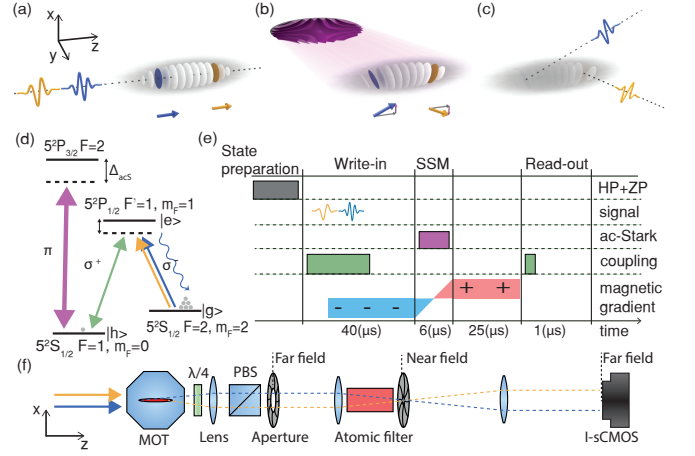 (a)
x
z
y
(b)
(c)
(d)
5²P₃/₂ F=2
Δacs
5²P₁/₂ F'=1, mF=1
|e>
π
σ⁺
σ⁻
|g>
5²S₁/₂ F=2, mF=2
|h>
5²S₁/₂ F=1, mF=0
(e)
State preparation
Write-in
SSM
Read-out
HP+ZP
signal
ac-Stark
coupling
magnetic gradient
+ +
- - -
40(μs)
6(μs)
25(μs)
1(μs)
time
(f)
x
z
MOT
λ/4
Lens
PBS
Far field
Aperture
Atomic filter
Near field
Far field
I-sCMOS